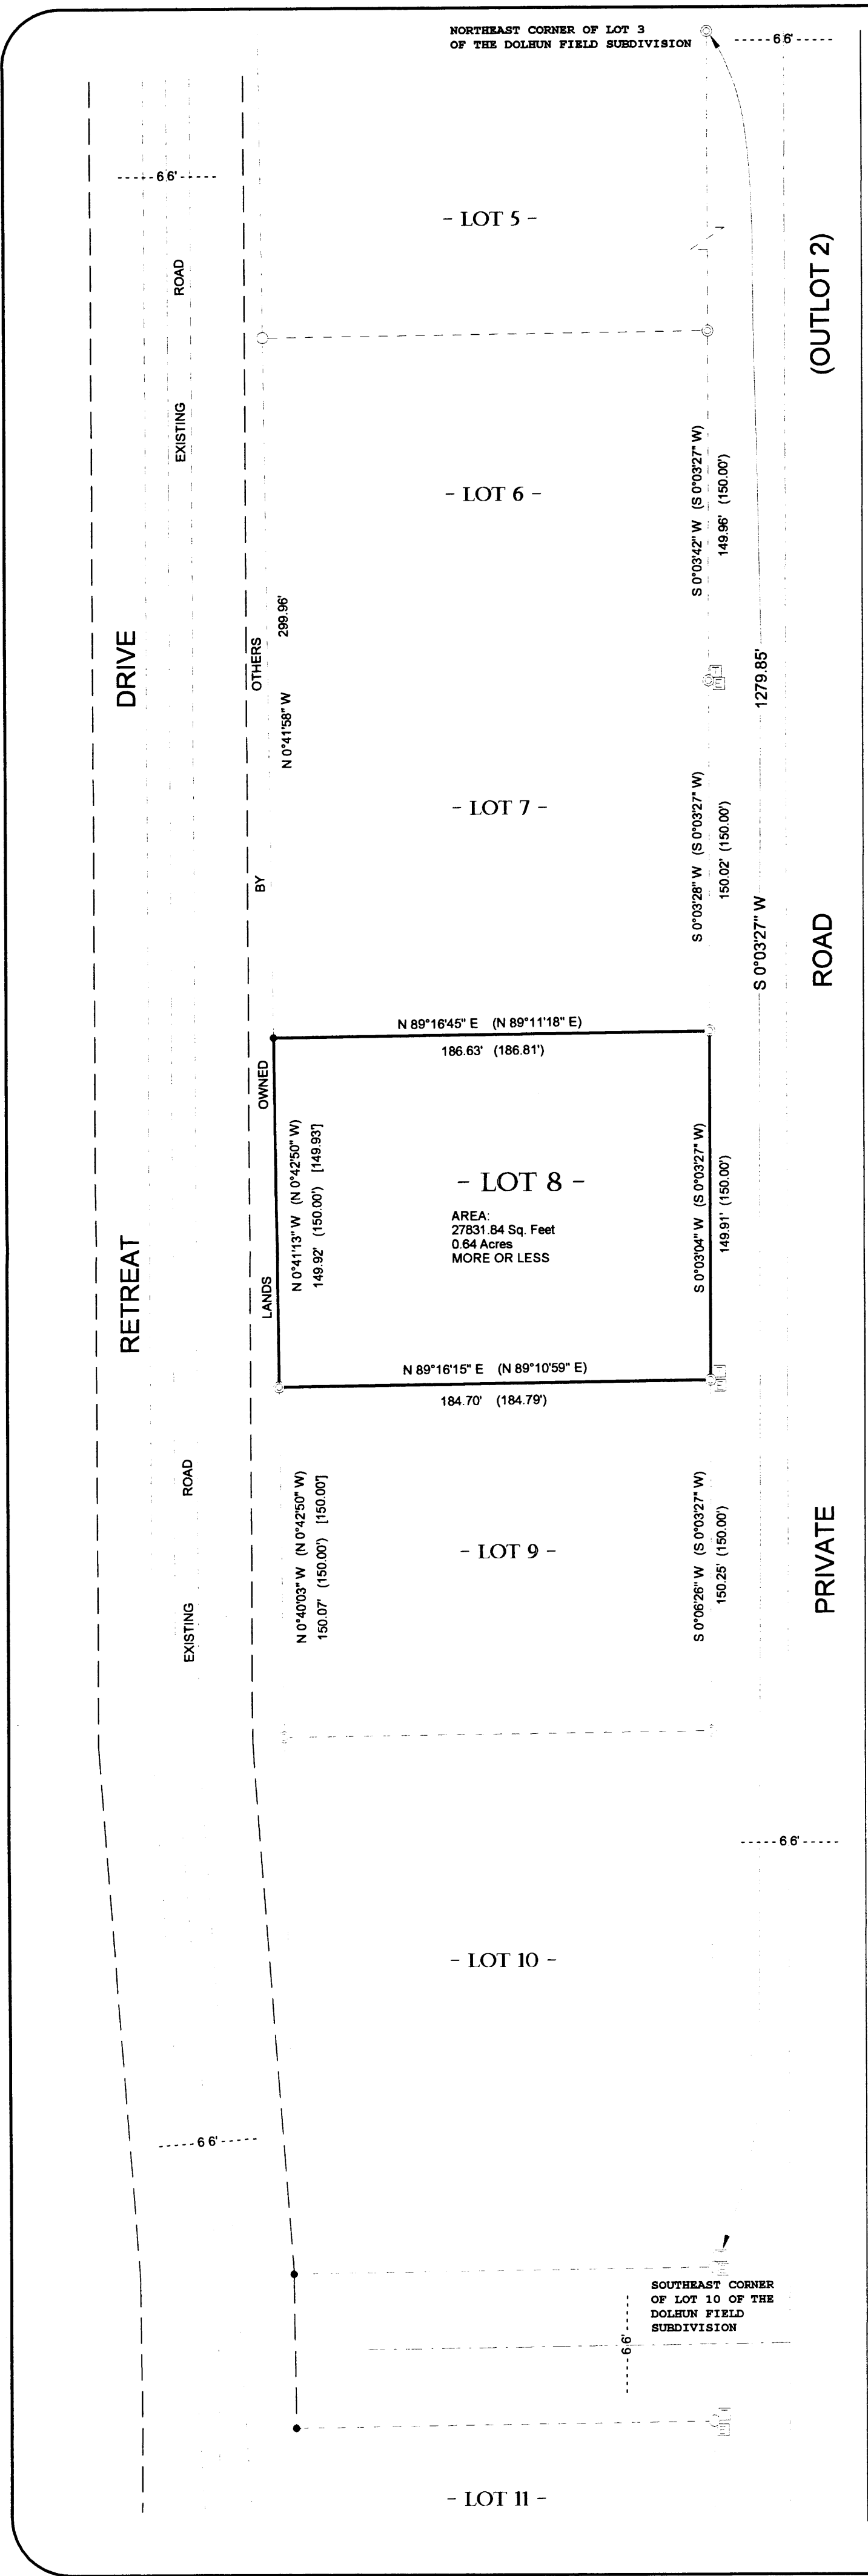 NORTHEAST CORNER OF LOT 3
OF THE DOLHUN FIELD SUBDIVISION
66'
66'
- LOT 5 -
(OUTLOT 2)
ROAD
EXISTING
- LOT 6 -
S 0°03'42" W (S 0°03'27" W)
149.96' (150.00')
DRIVE
OTHERS
299.96'
N 0°41'58" W
1279.85'
- LOT 7 -
S 0°03'28" W (S 0°03'27" W)
150.02' (150.00')
BY
S 0°03'27" W
ROAD
N 89°16'45" E (N 89°11'18" E)
186.63' (186.81')
OWNED
N 0°41'13" W (N 0°42'50" W)
149.92' (150.00') [149.93']
- LOT 8 -
AREA:
27831.84 Sq. Feet
0.64 Acres
MORE OR LESS
S 0°03'04" W (S 0°03'27" W)
149.91' (150.00')
RETREAT
LANDS
N 89°16'15" E (N 89°10'59" E)
184.70' (184.79')
ROAD
EXISTING
N 0°40'03" W (N 0°42'50" W)
150.07' (150.00') [150.00']
- LOT 9 -
S 0°06'26" W (S 0°03'27" W)
150.25' (150.00')
PRIVATE
66'
- LOT 10 -
66'
SOUTHEAST CORNER
OF LOT 10 OF THE
DOLHUN FIELD
SUBDIVISION
66'
- LOT 11 -